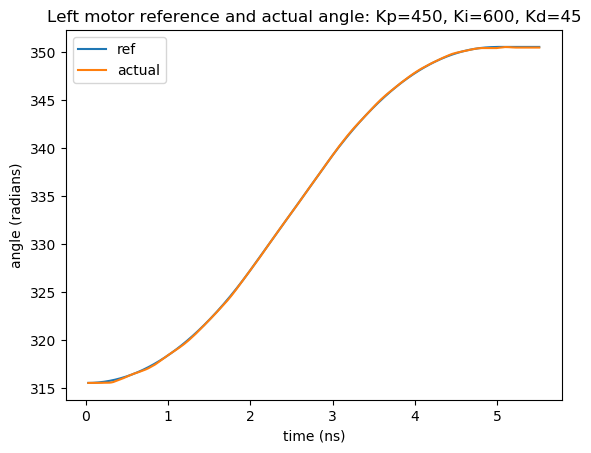 Left motor reference and actual angle: Kp=450, Ki=600, Kd=45
ref
actual
350
345
340
335
330
325
320
315
angle (radians)
0 1 2 3 4 5
time (ns)